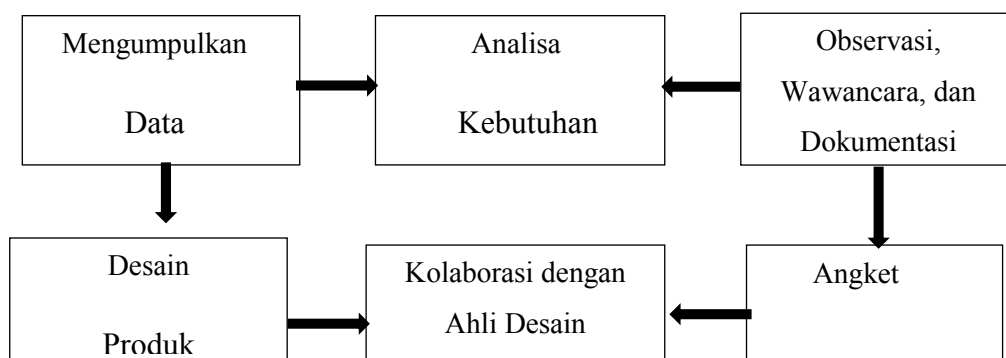 Mengumpulkan
Data
Analisa
Kebutuhan
Observasi,
Wawancara, dan
Dokumentasi
Desain
Produk
Kolaborasi dengan
Ahli Desain
Angket